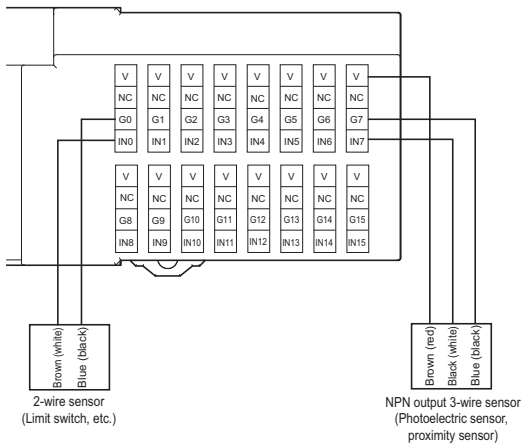 V V V V V V V V
NC NC NC NC NC NC NC NC
G0 G1 G2 G3 G4 G5 G6 G7
IN0 IN1 IN2 IN3 IN4 IN5 IN6 IN7
V V V V V V V V
NC NC NC NC NC NC NC NC
G8 G9 G10 G11 G12 G13 G14 G15
IN8 IN9 IN10 IN11 IN12 IN13 IN14 IN15
Brown (white)
Blue (black)
2-wire sensor
(Limit switch, etc.)
Brown (red)
Black (white)
Blue (black)
NPN output 3-wire sensor
(Photoelectric sensor,
proximity sensor)